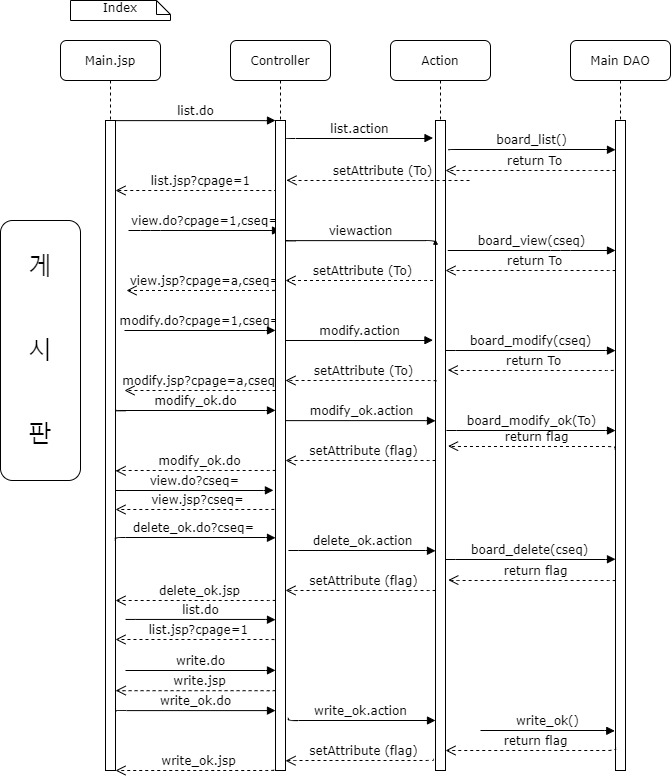 Index
Main.jsp
Controller
Action
Main DAO
list.do
list.action
board_list()
return To
setAttribute (To)
list.jsp?cpage=1
view.do?cpage=1,cseq=
viewaction
board_view(cseq)
return To
setAttribute (To)
view.jsp?cpage=a,cseq=
modify.do?cpage=1,cseq=
modify.action
board_modify(cseq)
return To
setAttribute (To)
modify.jsp?cpage=a,cseq
modify_ok.do
modify_ok.action
board_modify_ok(To)
return flag
setAttribute (flag)
modify_ok.do
view.do?cseq=
view.jsp?cseq=
delete_ok.do?cseq=
delete_ok.action
board_delete(cseq)
return flag
setAttribute (flag)
delete_ok.jsp
list.do
list.jsp?cpage=1
write.do
write.jsp
write_ok.do
write_ok.action
write_ok()
return flag
setAttribute (flag)
write_ok.jsp
게
시
판